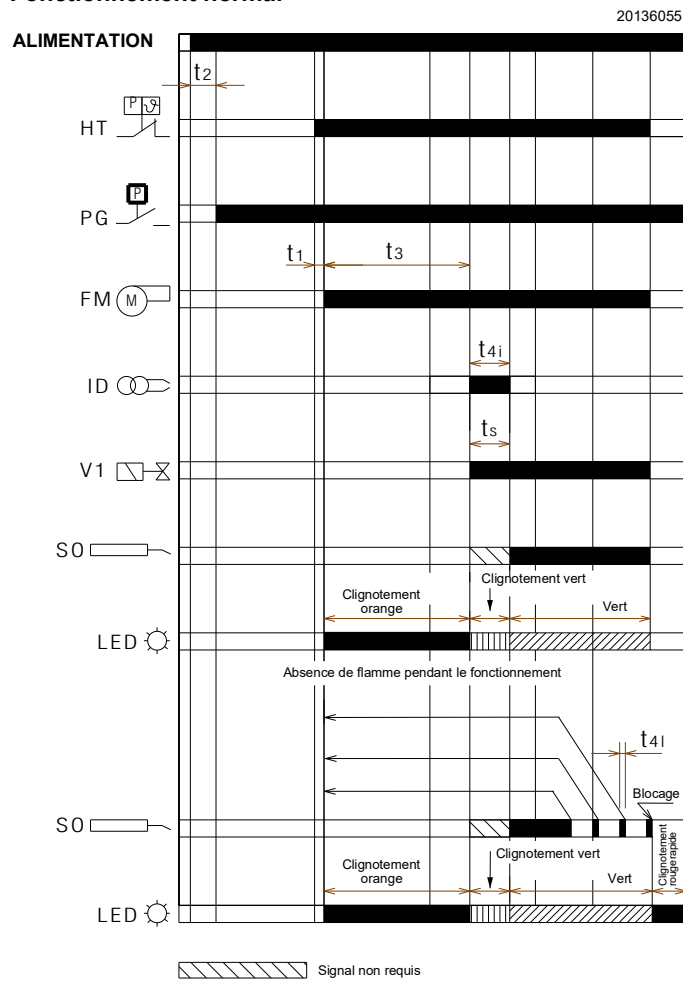 Fonctionnement normal
20136055
ALIMENTATION
t2
P ϑ
HT
P
PG
t1
t3
FM M
t4i
ID
ts
V1
SO
Clignotement vert
Clignotement
orange
Vert
LED
Absence de flamme pendant le fonctionnement
t4l
Blocage
SO
Clignotement
rouge rapide
Clignotement vert
Clignotement
orange
Vert
LED
Signal non requis